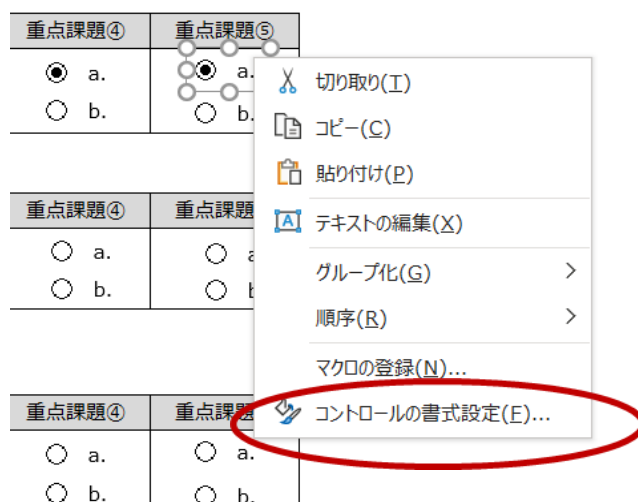 重点課題④ 重点課題⑤
a. a.
b. b.
切り取り(T)
コピー(C)
貼り付け(P)
テキストの編集(X)
グループ化(G)
順序(R)
マクロの登録(N)...
コントロールの書式設定(F)...
重点課題④ 重点課題
a.
b.
重点課題④ 重点課題
a. a.
b. b.